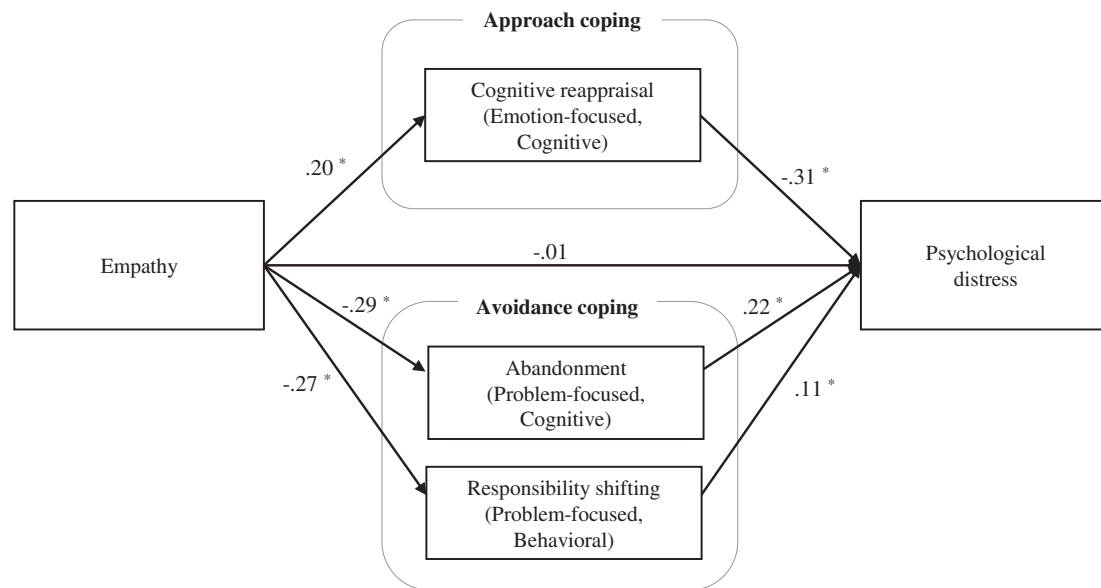 Approach coping
Cognitive reappraisal
(Emotion-focused,
Cognitive)
.20 *
-.31 *
Empathy
-.01
Psychological
distress
-.29 *
Avoidance coping
.22 *
Abandonment
(Problem-focused,
Cognitive)
-.27 *
.11 *
Responsibility shifting
(Problem-focused,
Behavioral)